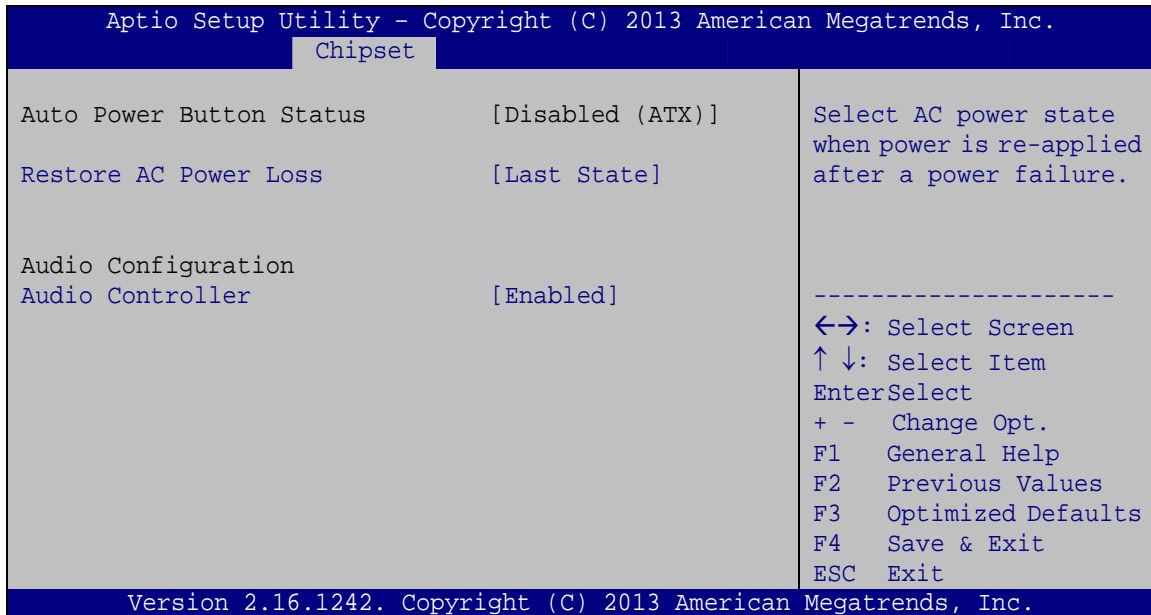 Aptio Setup Utility – Copyright (C) 2013 American Megatrends, Inc.
Chipset
Auto Power Button Status [Disabled (ATX)]
Restore AC Power Loss [Last State]
Audio Configuration
Audio Controller [Enabled]
Select AC power state
when power is re-applied
after a power failure.
---------------------
←→: Select Screen
↑ ↓: Select Item
EnterSelect
+ - Change Opt.
F1 General Help
F2 Previous Values
F3 Optimized Defaults
F4 Save & Exit
ESC Exit
Version 2.16.1242. Copyright (C) 2013 American Megatrends, Inc.